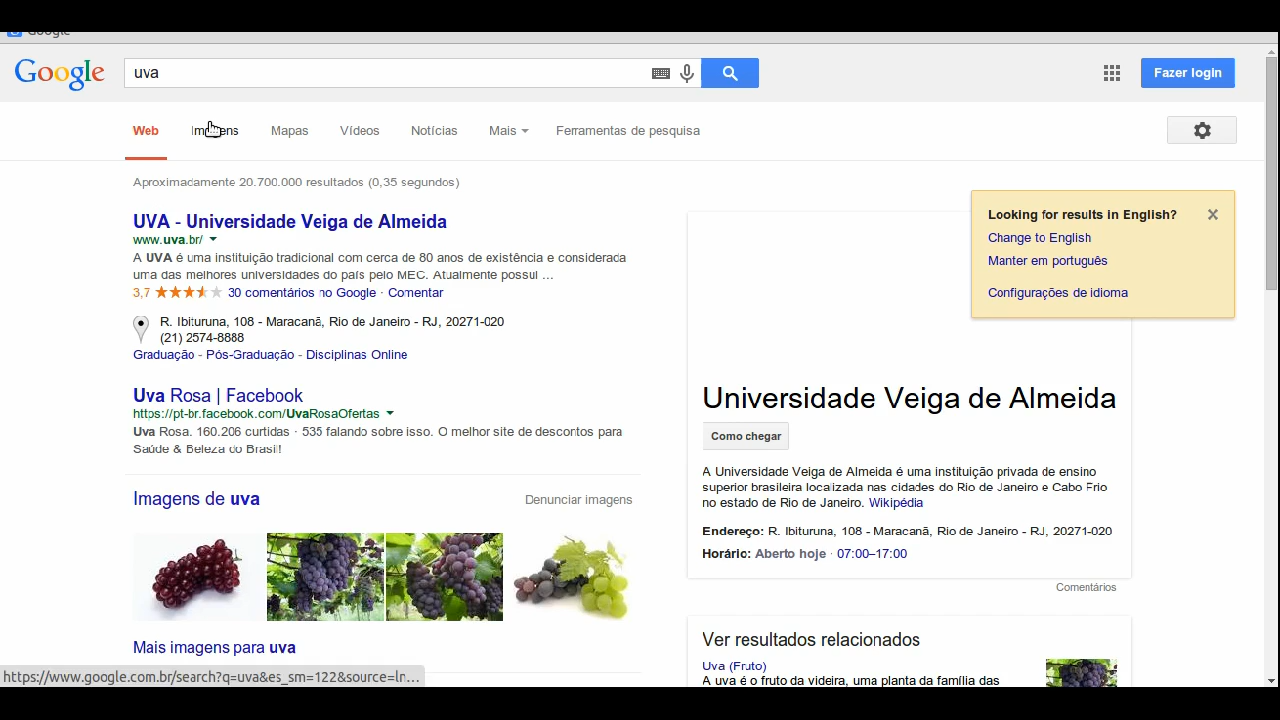 Google
Google
uva
Fazer login
Web
Imagens
Mapas
Vídeos
Notícias
Mais
Ferramentas de pesquisa
Aproximadamente 20.700.000 resultados (0,35 segundos)
UVA - Universidade Veiga de Almeida
www.uva.br/
A UVA é uma instituição tradicional com cerca de 80 anos de existência e considerada
uma das melhores universidades do país pelo MEC. Atualmente possui ...
3,7
30 comentários no Google · Comentar
R. Ibituruna, 108 - Maracanã, Rio de Janeiro - RJ, 20271-020
(21) 2574-8888
Graduação - Pós-Graduação - Disciplinas Online
Uva Rosa | Facebook
https://pt-br.facebook.com/UvaRosaOfertas
Uva Rosa. 160.206 curtidas · 535 falando sobre isso. O melhor site de descontos para
Saúde & Beleza do Brasil!
Imagens de uva
Denunciar imagens
Mais imagens para uva
https://www.google.com.br/search?q=uva&es_sm=122&source=ln...
Looking for results in English?
Change to English
Manter em português
Configurações de idioma
Universidade Veiga de Almeida
Como chegar
A Universidade Veiga de Almeida é uma instituição privada de ensino
superior brasileira localizada nas cidades do Rio de Janeiro e Cabo Frio
no estado de Rio de Janeiro. Wikipédia
Endereço: R. Ibituruna, 108 - Maracanã, Rio de Janeiro - RJ, 20271-020
Horário: Aberto hoje · 07:00–17:00
Comentários
Ver resultados relacionados
Uva (Fruto)
A uva é o fruto da videira, uma planta da família das